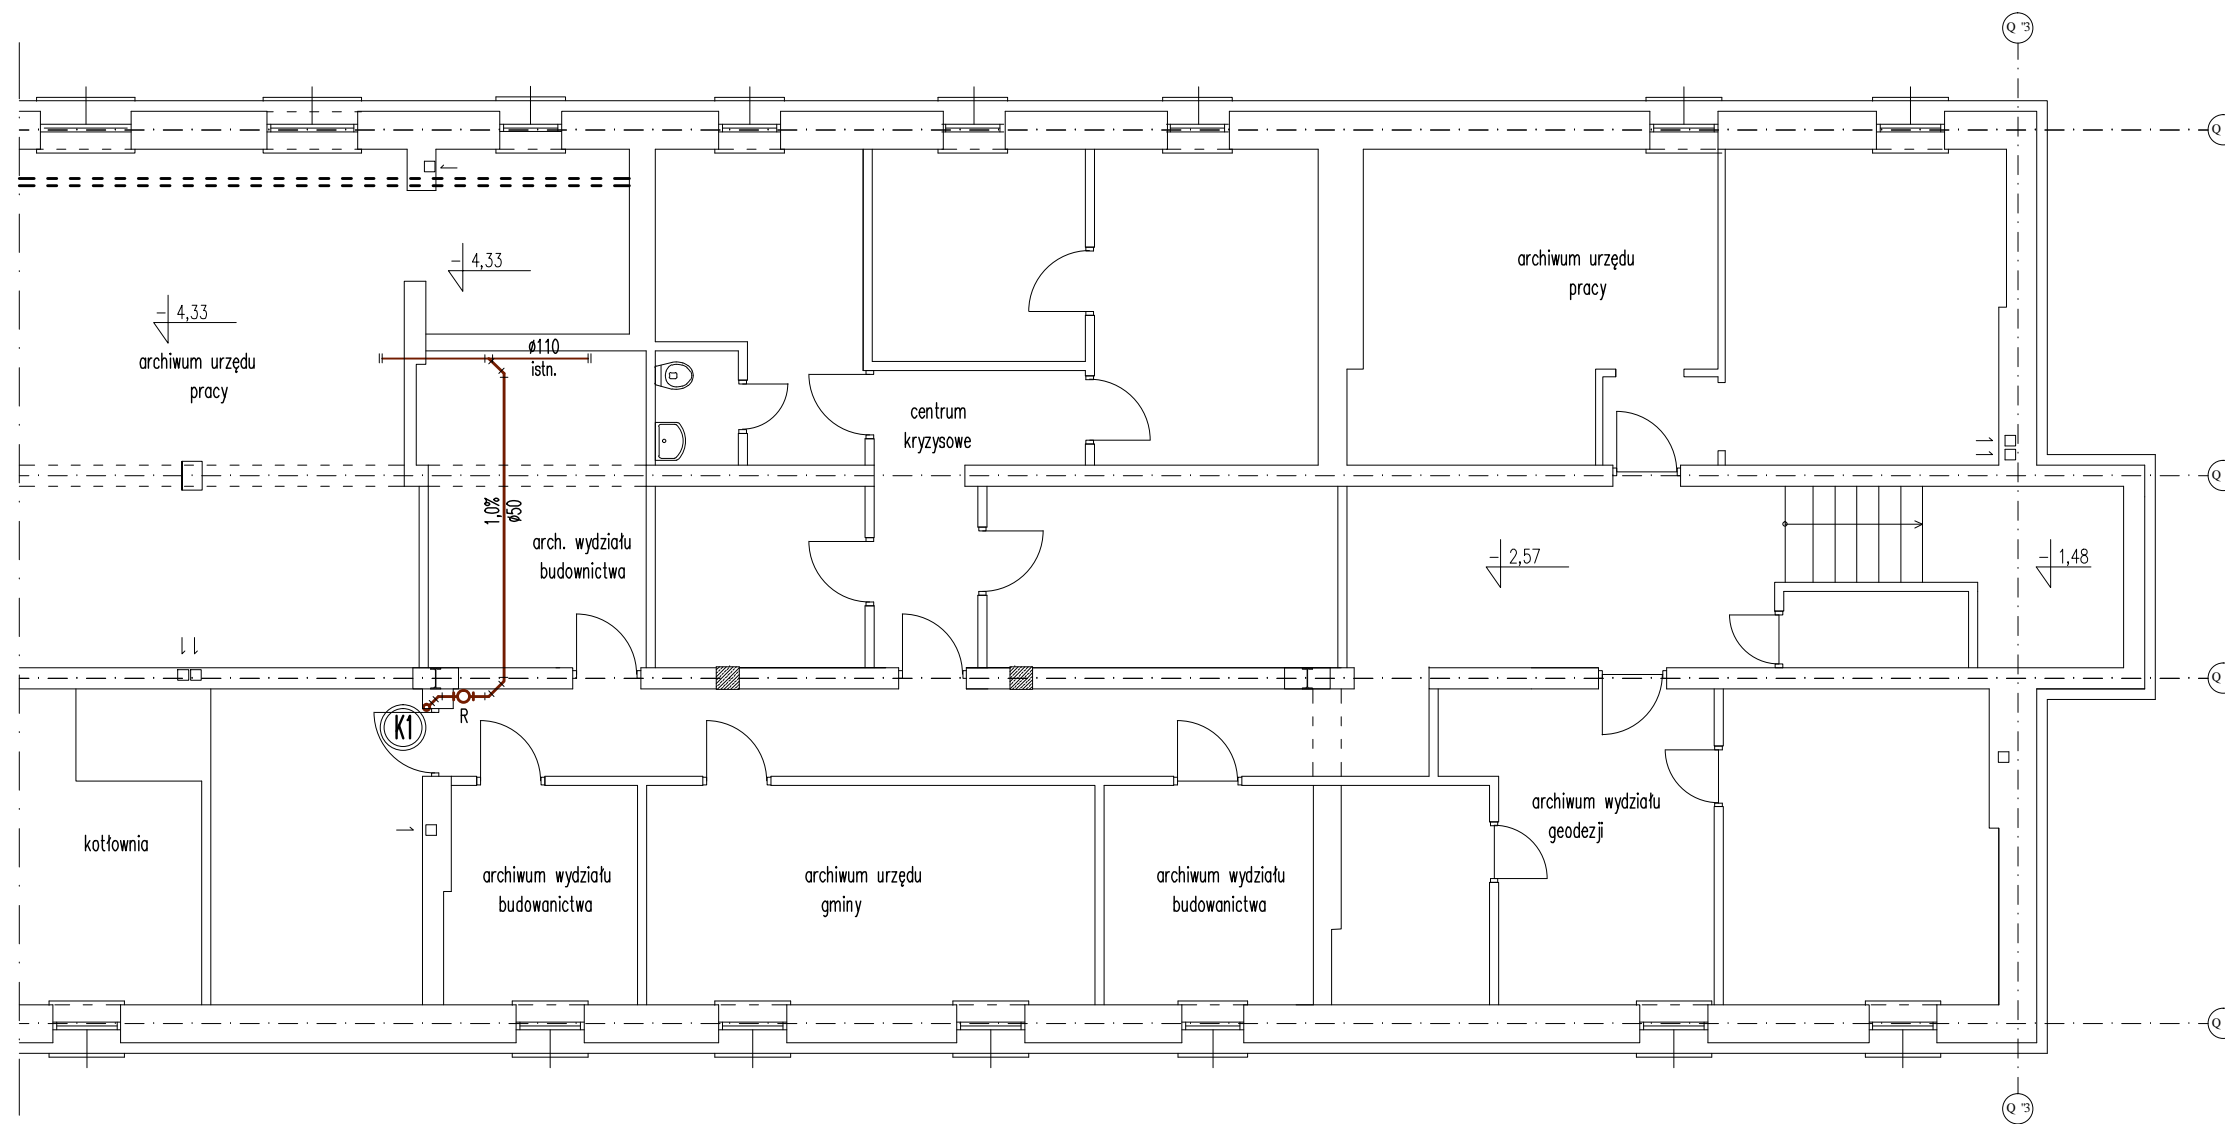 Q "3
Q
archiwum urzędu
pracy
- 4,33
- 4,33
archiwum urzędu
pracy
ø110
istn.
centrum
kryzysowe
Q
1,0%
ø50
arch. wydziału
budownictwa
- 2,57
- 1,48
Q
K1
R
kotłownia
archiwum wydziału
budowanictwa
archiwum urzędu
gminy
archiwum wydziału
budowanictwa
archiwum wydziału
geodezji
Q
Q "3